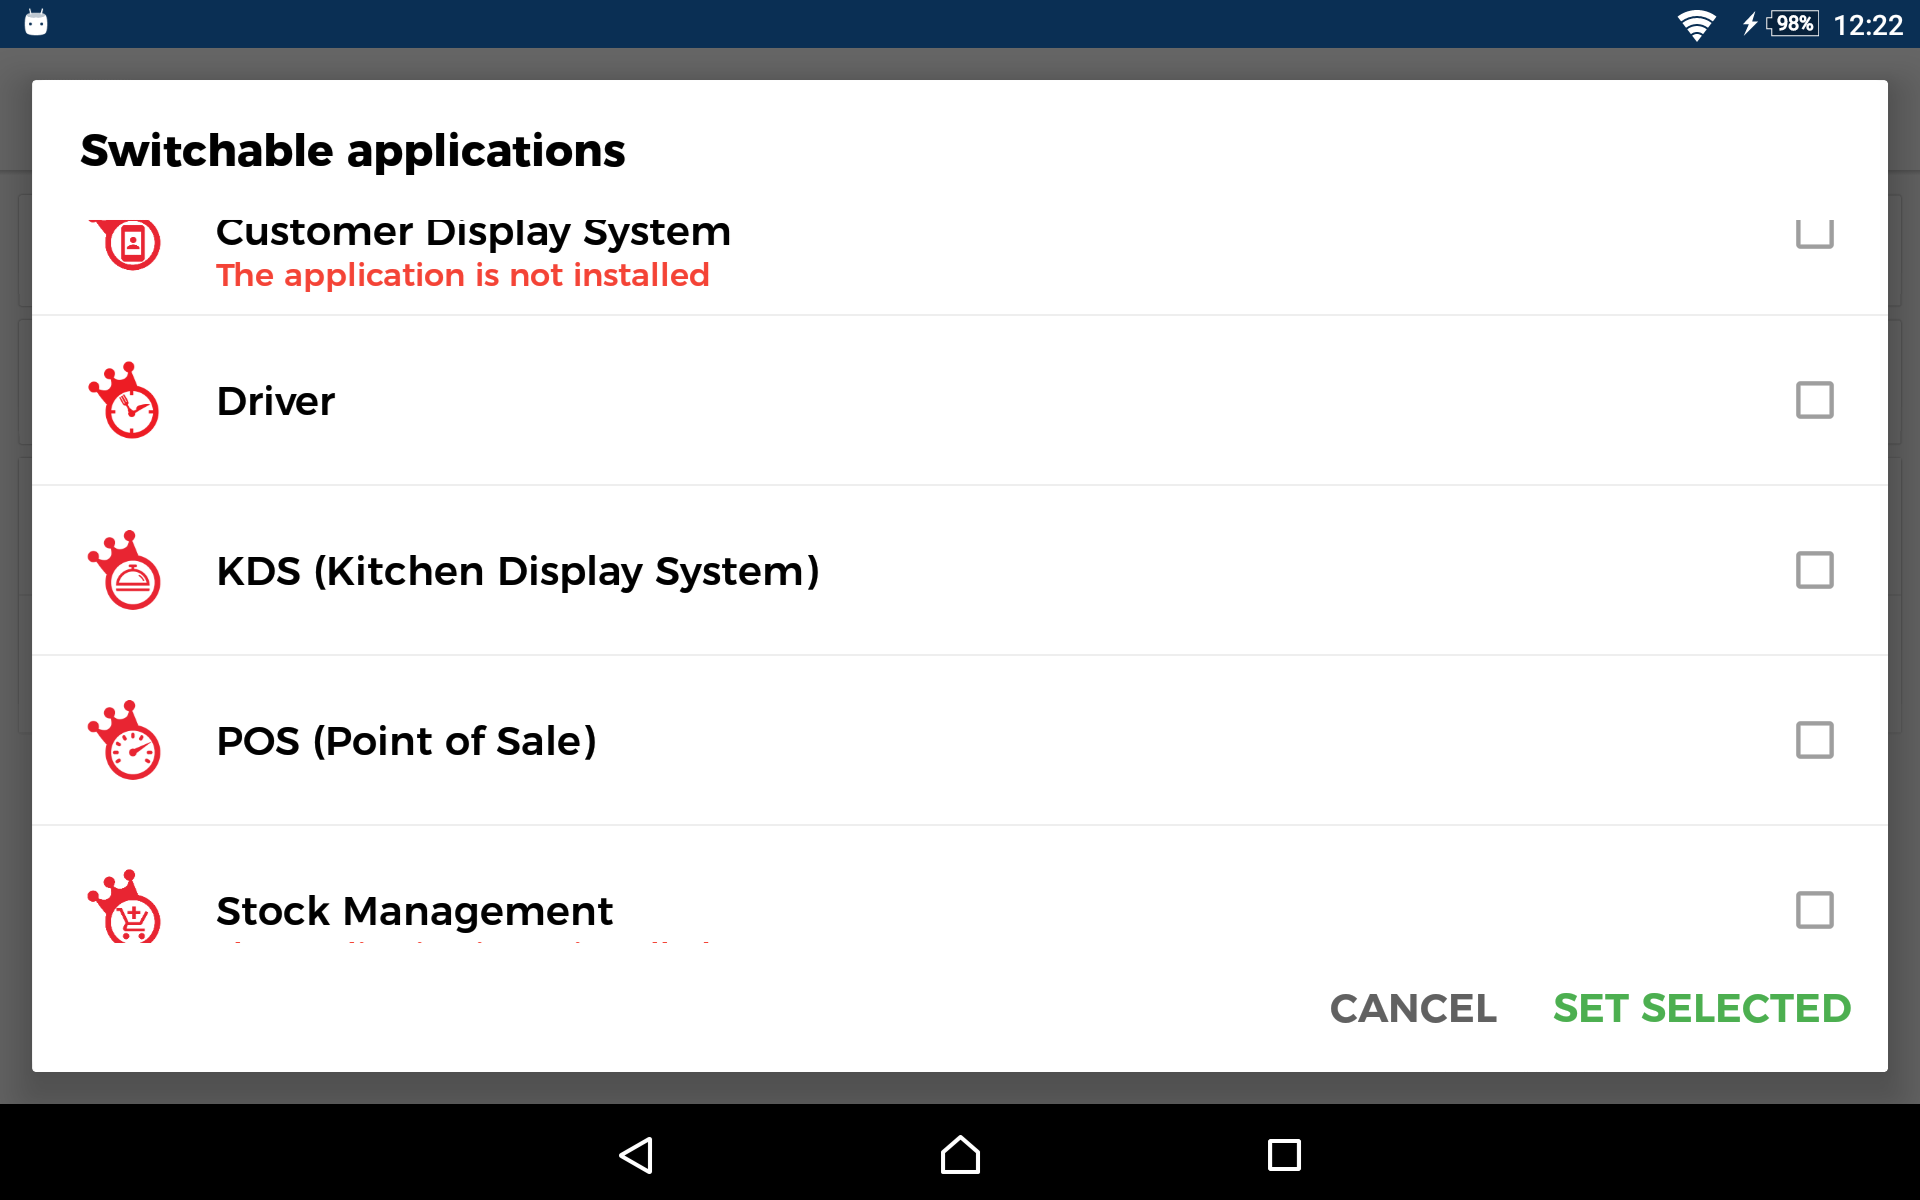 98% 12:22
Switchable applications
Customer Display System
The application is not installed
Driver
KDS (Kitchen Display System)
POS (Point of Sale)
Stock Management
CANCEL SET SELECTED